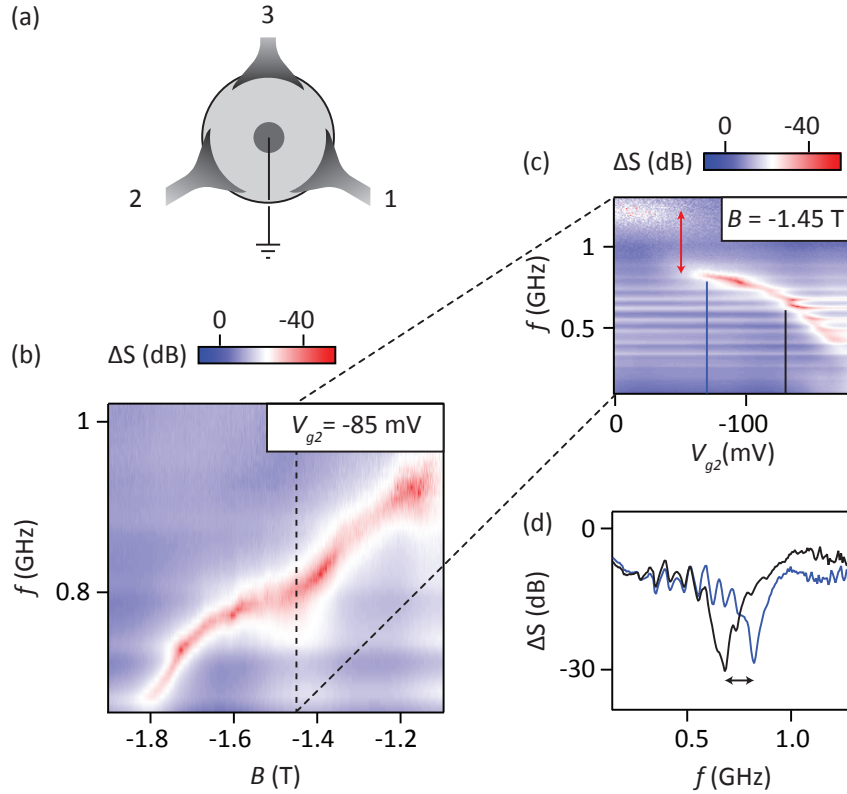 (a)
3
2
1
(b)
0 -40
ΔS (dB)
V_g2 = -85 mV
1
0.8
f (GHz)
-1.8 -1.6 -1.4 -1.2
B (T)
(c)
0 -40
ΔS (dB)
B = -1.45 T
1
0.5
f (GHz)
0 -100
V_g2(mV)
(d)
0
-30
ΔS (dB)
0.5 1.0
f (GHz)